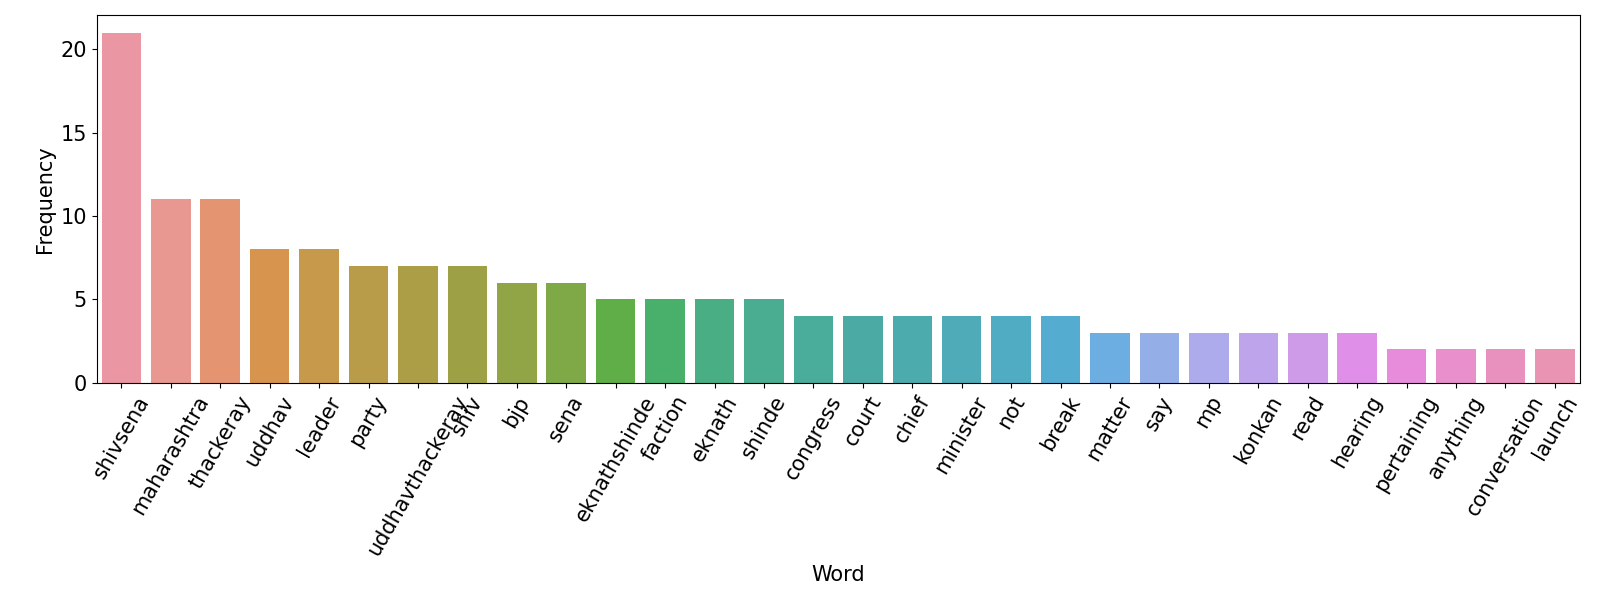 20
15
10
5
0
Frequency
shivsena
maharashtra
thackeray
uddhav
leader
party
uddhavthackeray
shiv
bjp
sena
eknathshinde
faction
eknath
shinde
congress
court
chief
minister
not
break
matter
say
mp
konkan
read
hearing
pertaining
anything
conversation
launch
Word